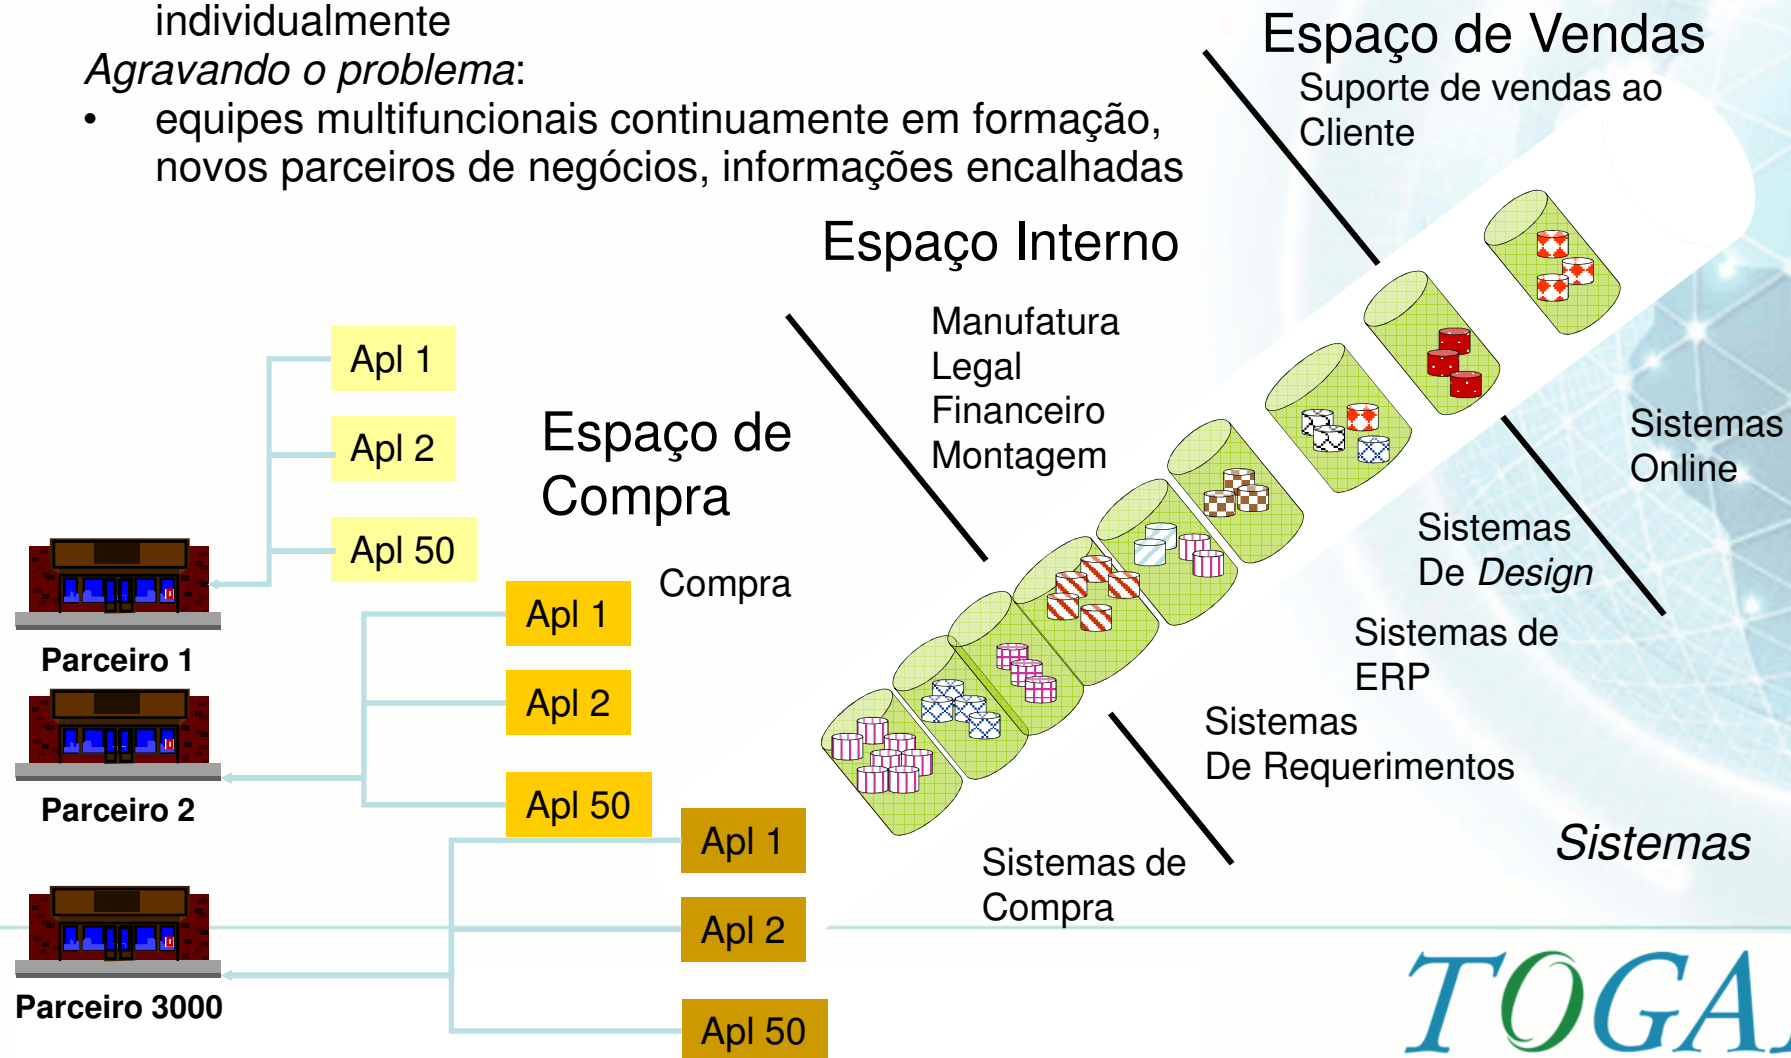 individualmente
Agravando o problema:
• equipes multifuncionais continuamente em formação,
novos parceiros de negócios, informações encalhadas
Espaço de Vendas
Suporte de vendas ao
Cliente
Espaço Interno
Manufatura
Legal
Financeiro
Montagem
Espaço de
Compra
Compra
Apl 1
Apl 2
Apl 50
Parceiro 1
Apl 1
Apl 2
Apl 50
Parceiro 2
Apl 1
Apl 2
Apl 50
Parceiro 3000
Sistemas
Online
Sistemas
De Design
Sistemas de
ERP
Sistemas
De Requerimentos
Sistemas de
Compra
Sistemas
TOGA